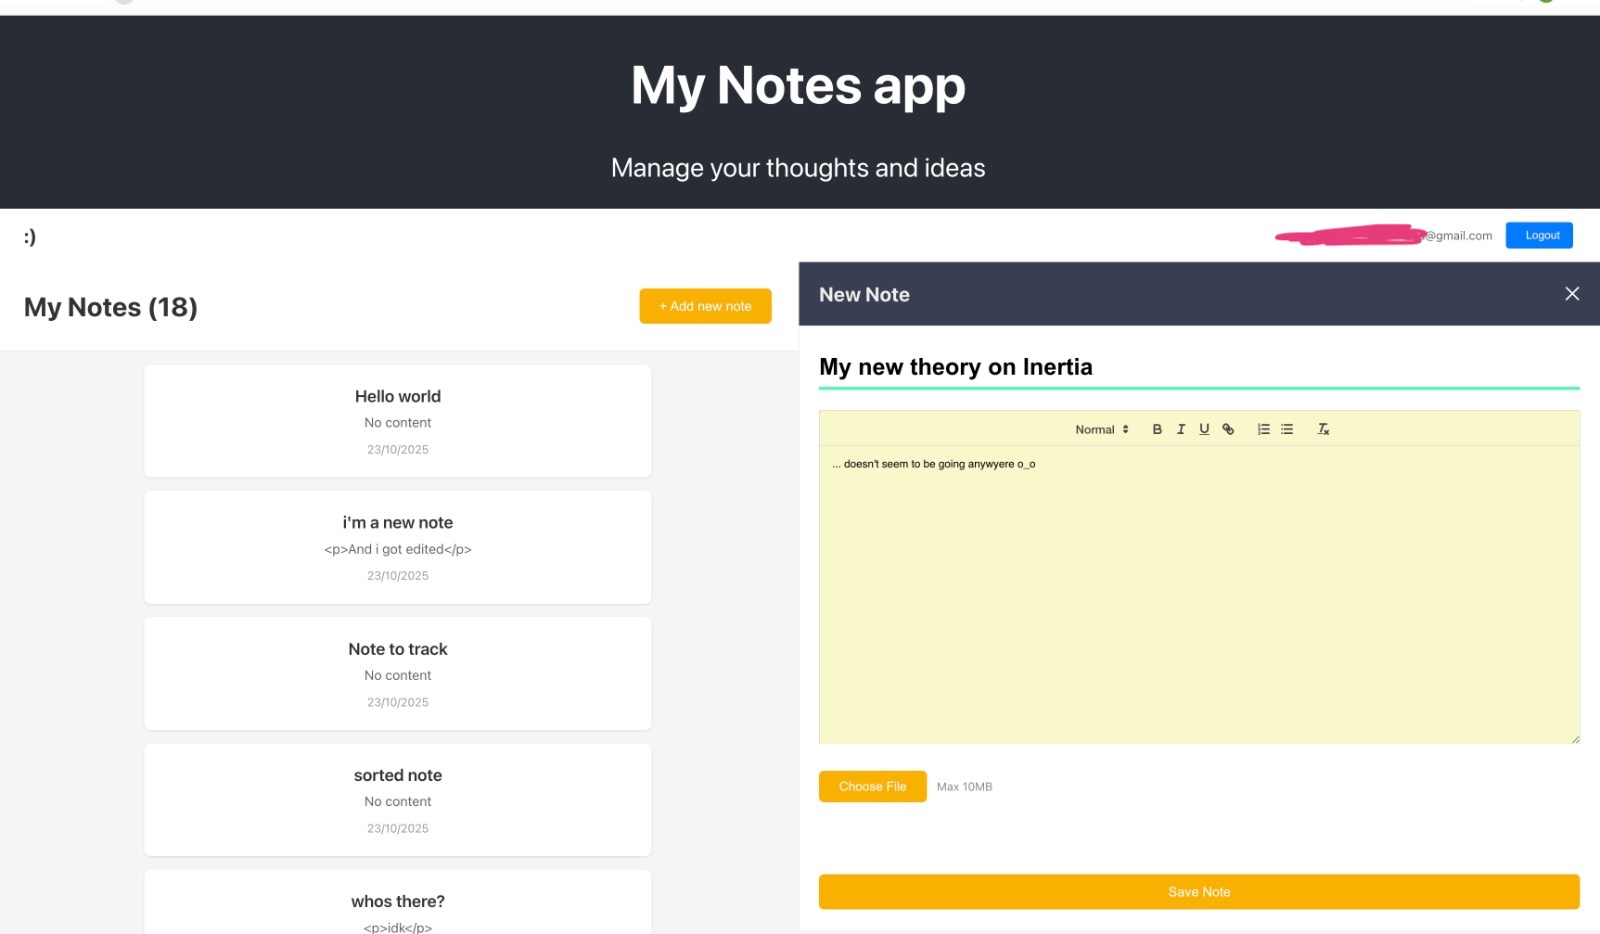 My Notes app
Manage your thoughts and ideas
:)
@gmail.com
Logout
My Notes (18)
+ Add new note
Hello world
No content
23/10/2025
i'm a new note
<p>And i got edited</p>
23/10/2025
Note to track
No content
23/10/2025
sorted note
No content
23/10/2025
whos there?
<p>idk</p>
New Note
My new theory on Inertia
Normal
B I U
... doesn't seem to be going anywyere o_o
Choose File
Max 10MB
Save Note